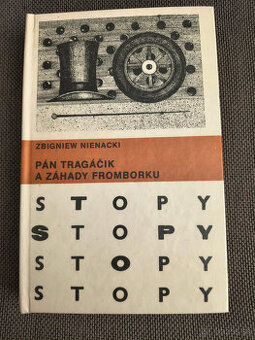 ZBIGNIEW NIENACKI
PÁN TRAGÁČIK
A ZÁHADY FROMBORKU
STOPY
STOPY
STOPY
STOPY